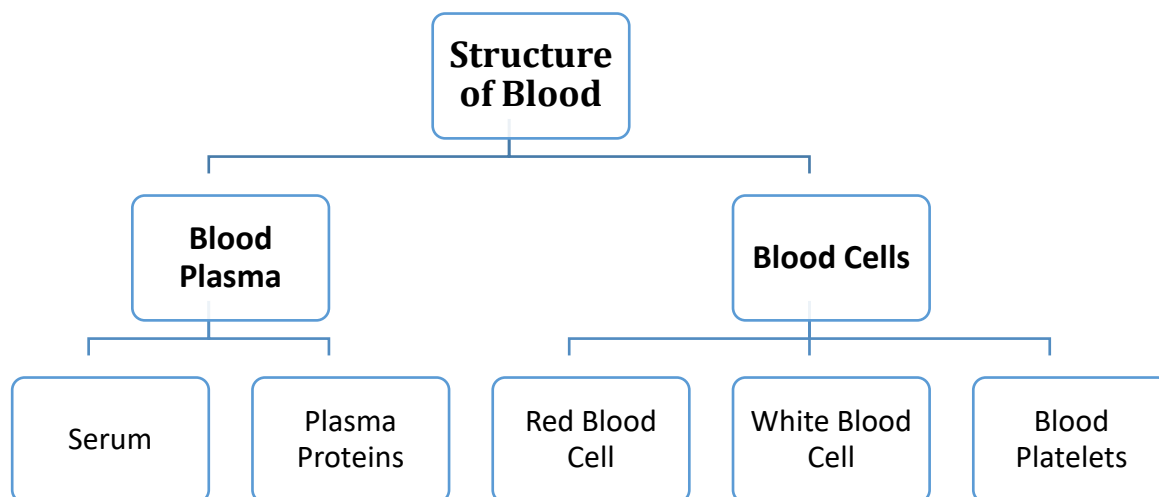 Structure
of Blood
Blood
Plasma
Blood Cells
Serum
Plasma
Proteins
Red Blood
Cell
White Blood
Cell
Blood
Platelets